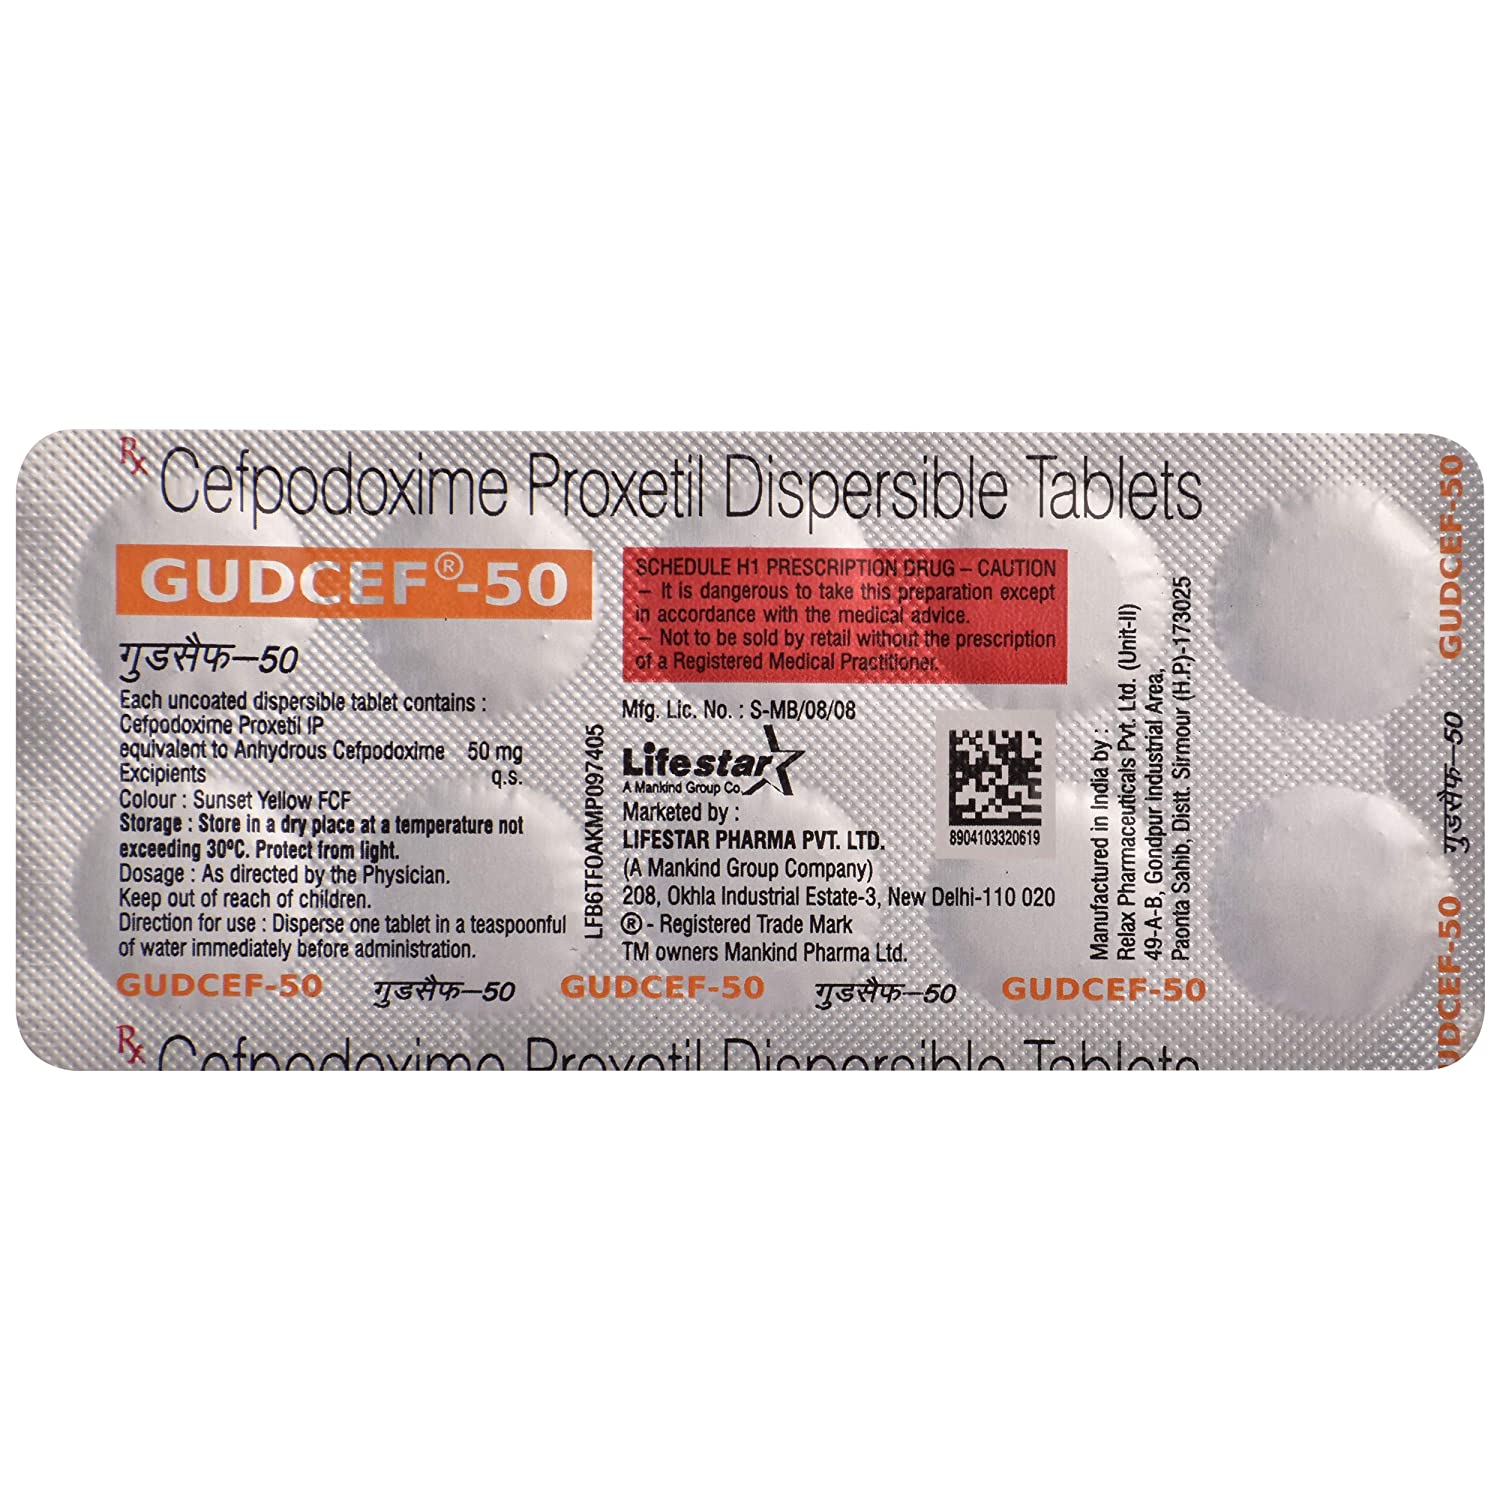 Rx Cefpodoxime Proxetil Dispersible Tablets
GUDCEF®-50
गुडसैफ-50
Each uncoated dispersible tablet contains :
Cefpodoxime Proxetil IP
equivalent to Anhydrous Cefpodoxime 50 mg
Excipients q.s.
Colour : Sunset Yellow FCF
Storage : Store in a dry place at a temperature not
exceeding 30ºC. Protect from light.
Dosage : As directed by the Physician.
Keep out of reach of children.
Direction for use : Disperse one tablet in a teaspoonful
of water immediately before administration.
LFB6TFOAKMP097405
SCHEDULE H1 PRESCRIPTION DRUG – CAUTION
– It is dangerous to take this preparation except
in accordance with the medical advice.
– Not to be sold by retail without the prescription
of a Registered Medical Practitioner.
Mfg. Lic. No. : S-MB/08/08
Lifestar
A Mankind Group Co.
Marketed by :
LIFESTAR PHARMA PVT. LTD.
(A Mankind Group Company)
208, Okhla Industrial Estate-3, New Delhi-110 020
® - Registered Trade Mark
TM owners Mankind Pharma Ltd.
8904103320619
Manufactured in India by :
Relax Pharmaceuticals Pvt. Ltd. (Unit-II)
49-A-B, Gondpur Industrial Area,
Paonta Sahib, Distt. Sirmour (H.P.)-173025
GUDCEF-50
गुडसैफ-50
UDCEF-50
GUDCEF-50 गुडसैफ-50 GUDCEF-50 गुडसैफ-50 GUDCEF-50
Rx Cefpodoxime Proxetil Dispersible Tablets